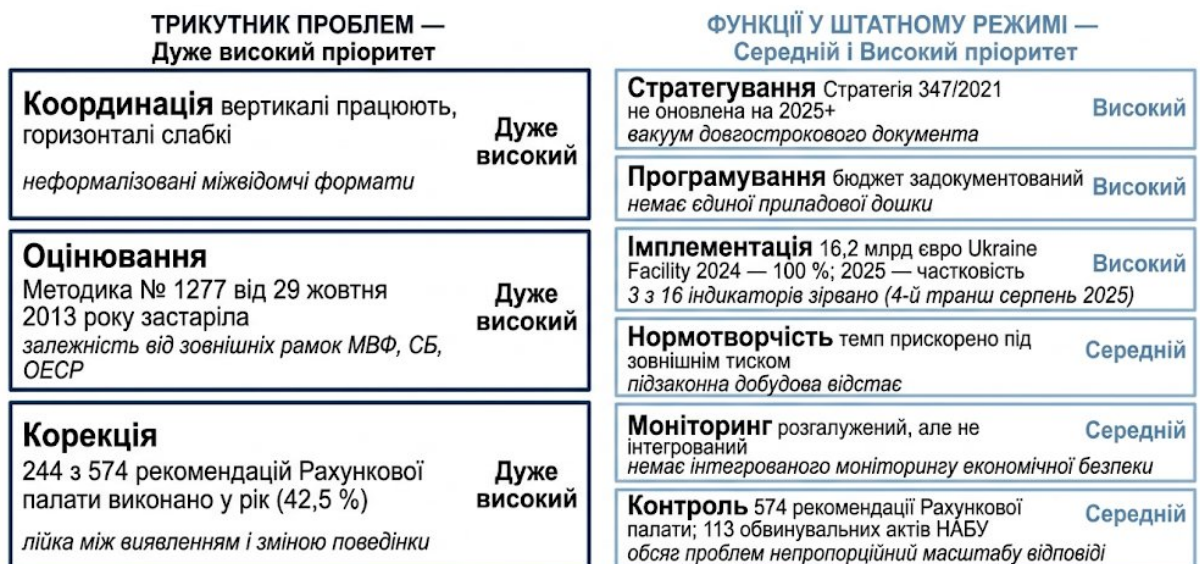 ТРИКУТНИК ПРОБЛЕМ —
Дуже високий пріоритет
Координація вертикалі працюють,
горизонталі слабкі
неформалізовані міжвідомчі формати
Дуже
високий
Оцінювання
Методика № 1277 від 29 жовтня
2013 року застаріла
залежність від зовнішніх рамок МВФ, СБ,
ОЕСР
Дуже
високий
Корекція
244 з 574 рекомендацій Рахункової
палати виконано у рік (42,5 %)
лійка між виявленням і зміною поведінки
Дуже
високий
ФУНКЦІЇ У ШТАТНОМУ РЕЖИМІ —
Середній і Високий пріоритет
Стратегування Стратегія 347/2021
не оновлена на 2025+
вакуум довгострокового документа
Високий
Програмування бюджет задокументований
немає єдиної приладової дошки
Високий
Імплементація 16,2 млрд євро Ukraine
Facility 2024 — 100 %; 2025 — частковість
3 з 16 індикаторів зірвано (4-й транш серпень 2025)
Високий
Нормотворчість темп прискорено під
зовнішнім тиском
підзаконна добудова відстає
Середній
Моніторинг розгалужений, але не
інтегрований
немає інтегрованого моніторингу економічної безпеки
Середній
Контроль 574 рекомендації Рахункової
палати; 113 обвинувальних актів НАБУ
обсяг проблем непропорційний масштабу відповіді
Середній